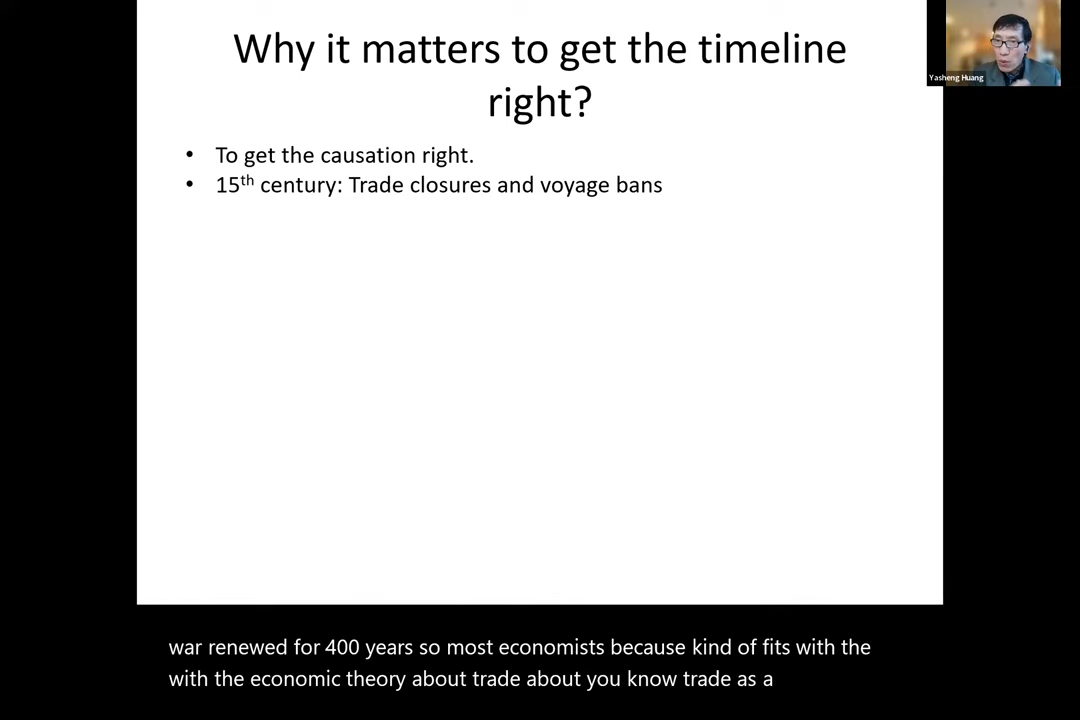 Why it matters to get the timeline
right?
• To get the causation right.
• 15th century: Trade closures and voyage bans
Yasheng Huang
war renewed for 400 years so most economists because kind of fits with the
with the economic theory about trade about you know trade as a